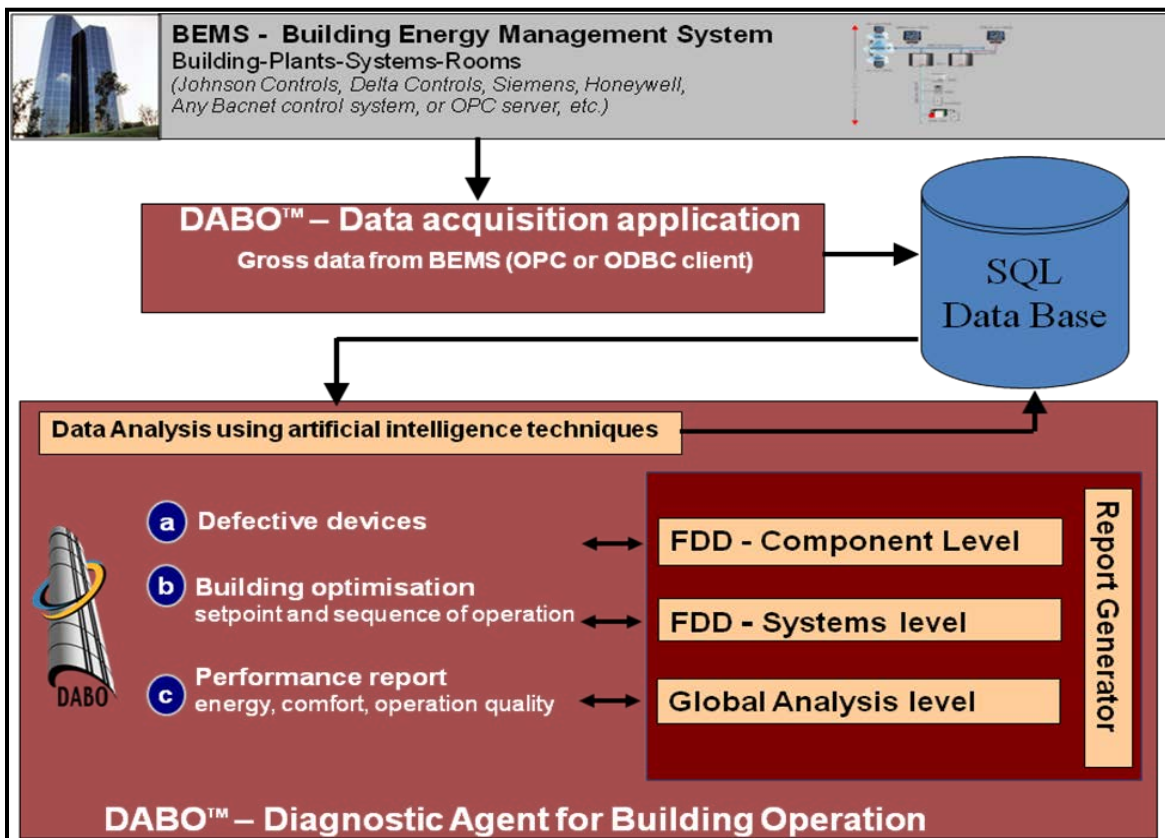 BEMS - Building Energy Management System
Building-Plants-Systems-Rooms
(Johnson Controls, Delta Controls, Siemens, Honeywell,
Any Bacnet control system, or OPC server, etc.)
DABO™ – Data acquisition application
Gross data from BEMS (OPC or ODBC client)
SQL
Data Base
Data Analysis using artificial intelligence techniques
a Defective devices
b Building optimisation
setpoint and sequence of operation
c Performance report
energy, comfort, operation quality
DABO
FDD - Component Level
FDD - Systems level
Global Analysis level
Report Generator
DABO™ – Diagnostic Agent for Building Operation